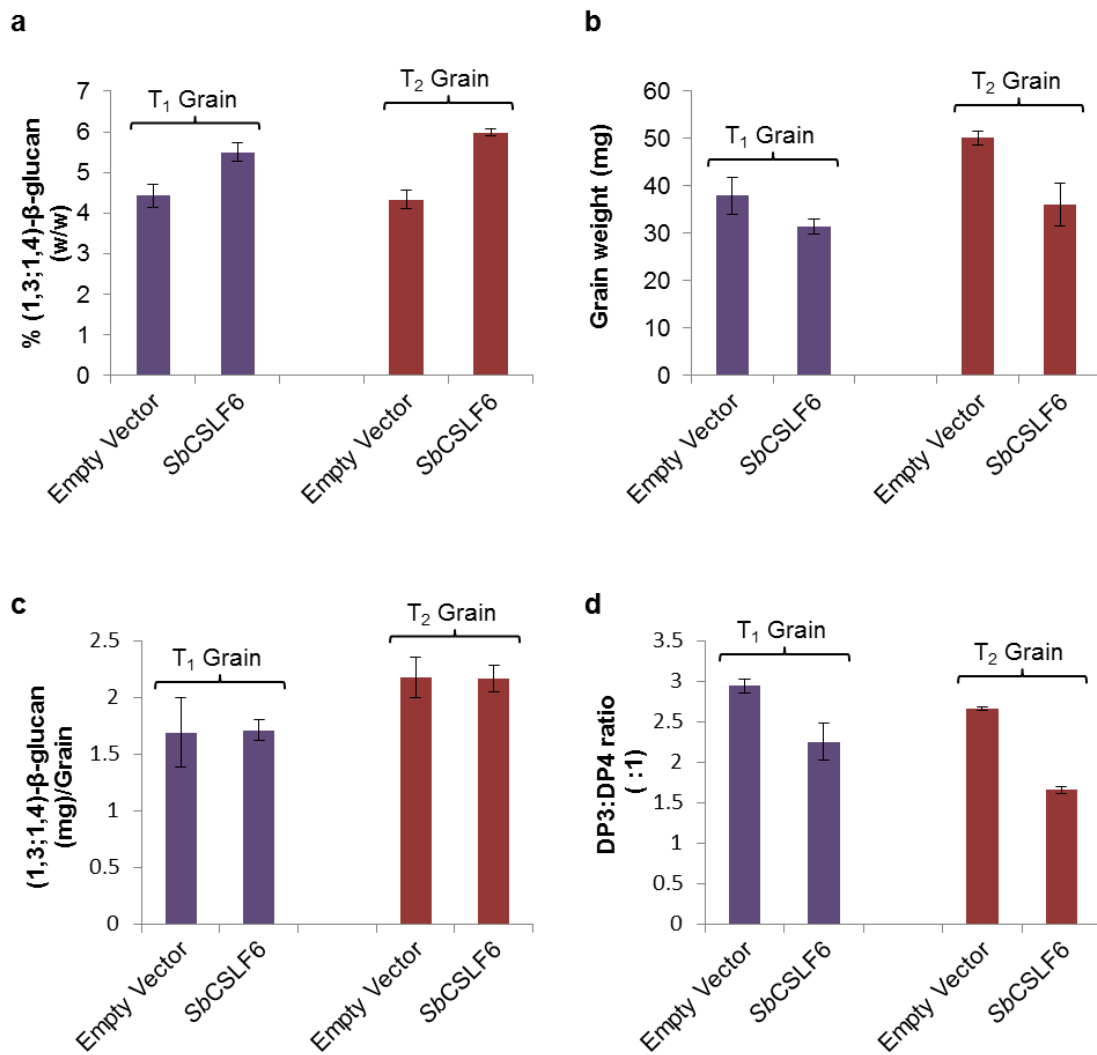 a
% (1,3;1,4)-β-glucan
(w/w)
7
6
5
4
3
2
1
0
T₁ Grain
T₂ Grain
Empty Vector
SbCSLF6
Empty Vector
SbCSLF6
b
Grain weight (mg)
60
50
40
30
20
10
0
T₁ Grain
T₂ Grain
Empty Vector
SbCSLF6
Empty Vector
SbCSLF6
c
(1,3;1,4)-β-glucan
(mg)/Grain
2.5
2
1.5
1
0.5
0
T₁ Grain
T₂ Grain
Empty Vector
SbCSLF6
Empty Vector
SbCSLF6
d
DP3:DP4 ratio
( :1)
3.5
3
2.5
2
1.5
1
0.5
0
T₁ Grain
T₂ Grain
Empty Vector
SbCSLF6
Empty Vector
SbCSLF6